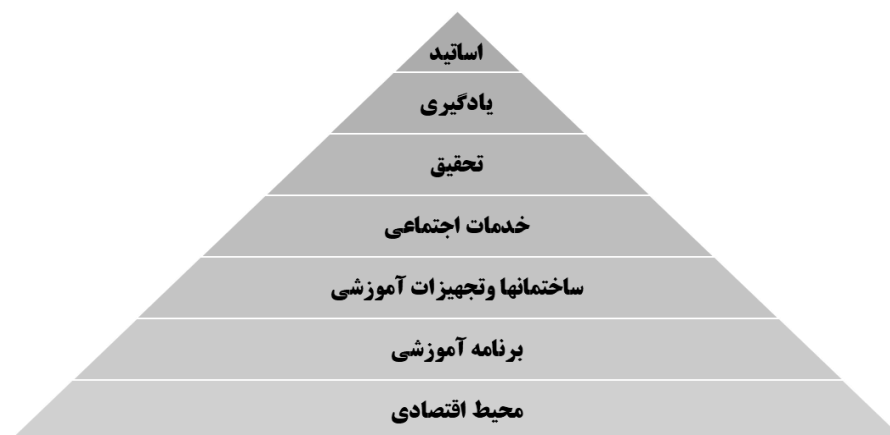 اساتید
یادگیری
تحقیق
خدمات اجتماعی
ساختمانها وتجهیزات آموزشی
برنامه آموزشی
محیط اقتصادی